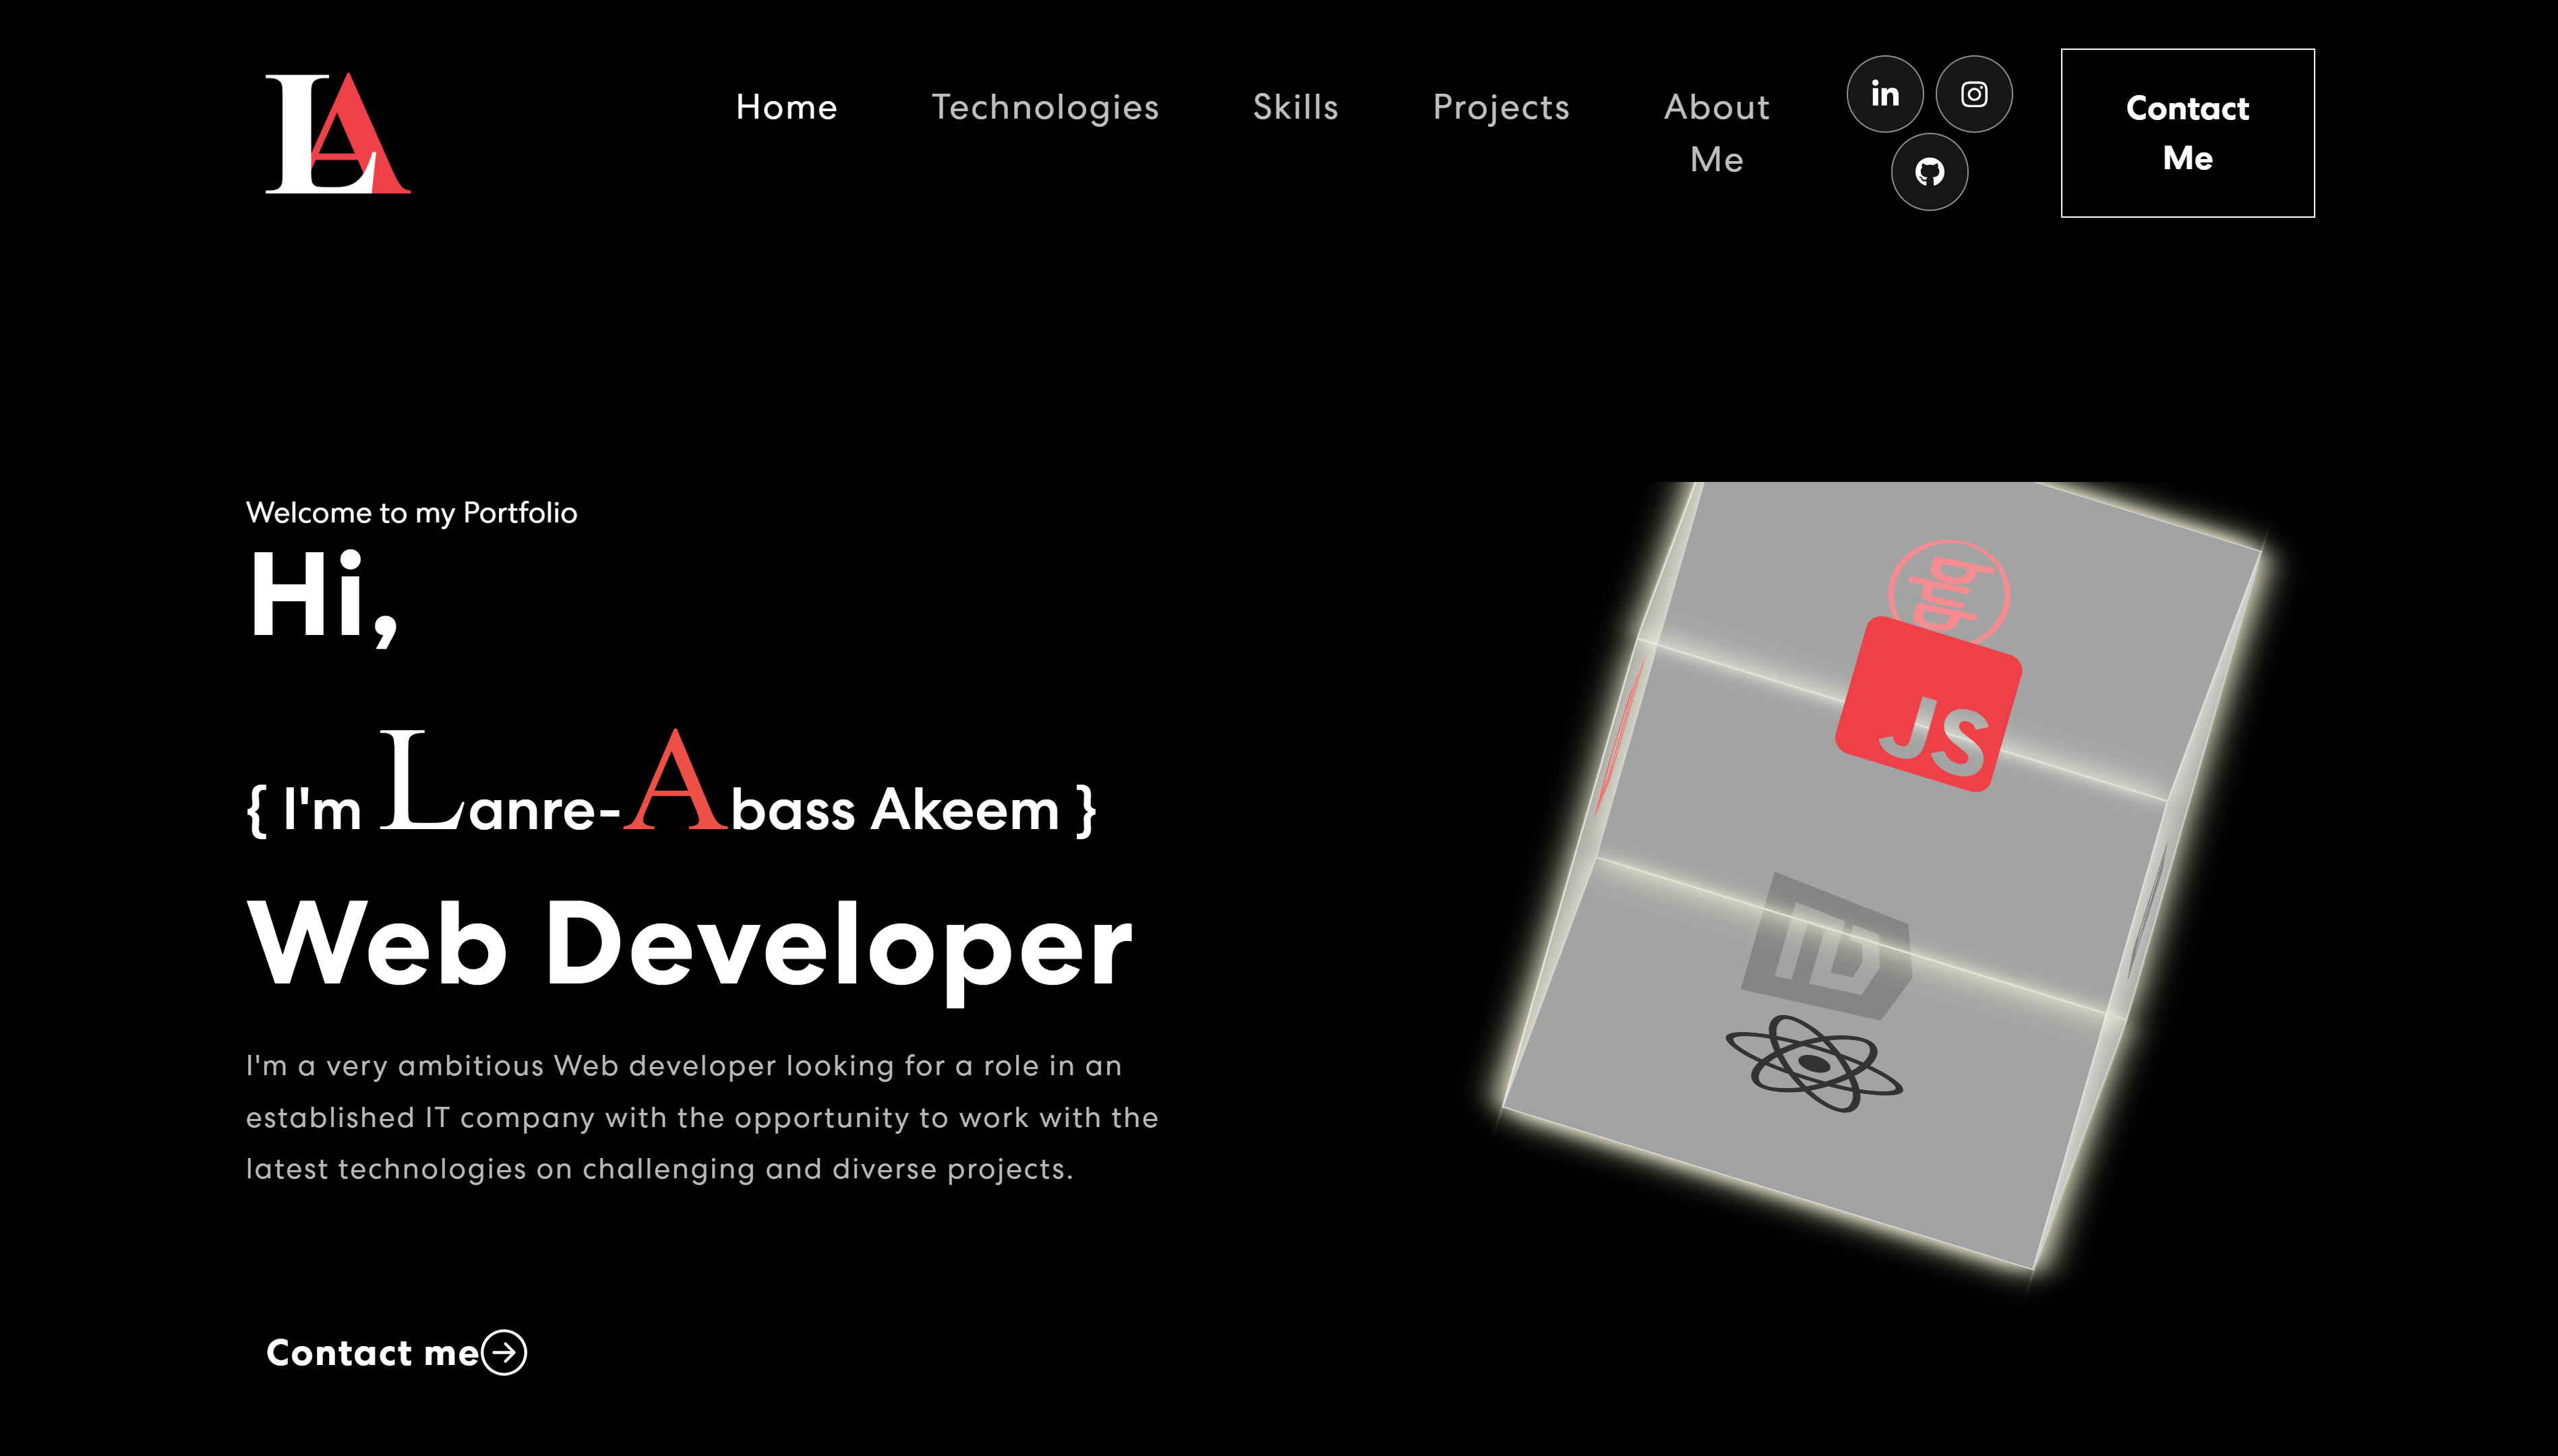 LA
Home
Technologies
Skills
Projects
About
Me
in
Contact
Me
Welcome to my Portfolio
Hi,
{ I'm Lanre-Abass Akeem }
Web Developer
I'm a very ambitious Web developer looking for a role in an
established IT company with the opportunity to work with the
latest technologies on challenging and diverse projects.
Contact me
JS